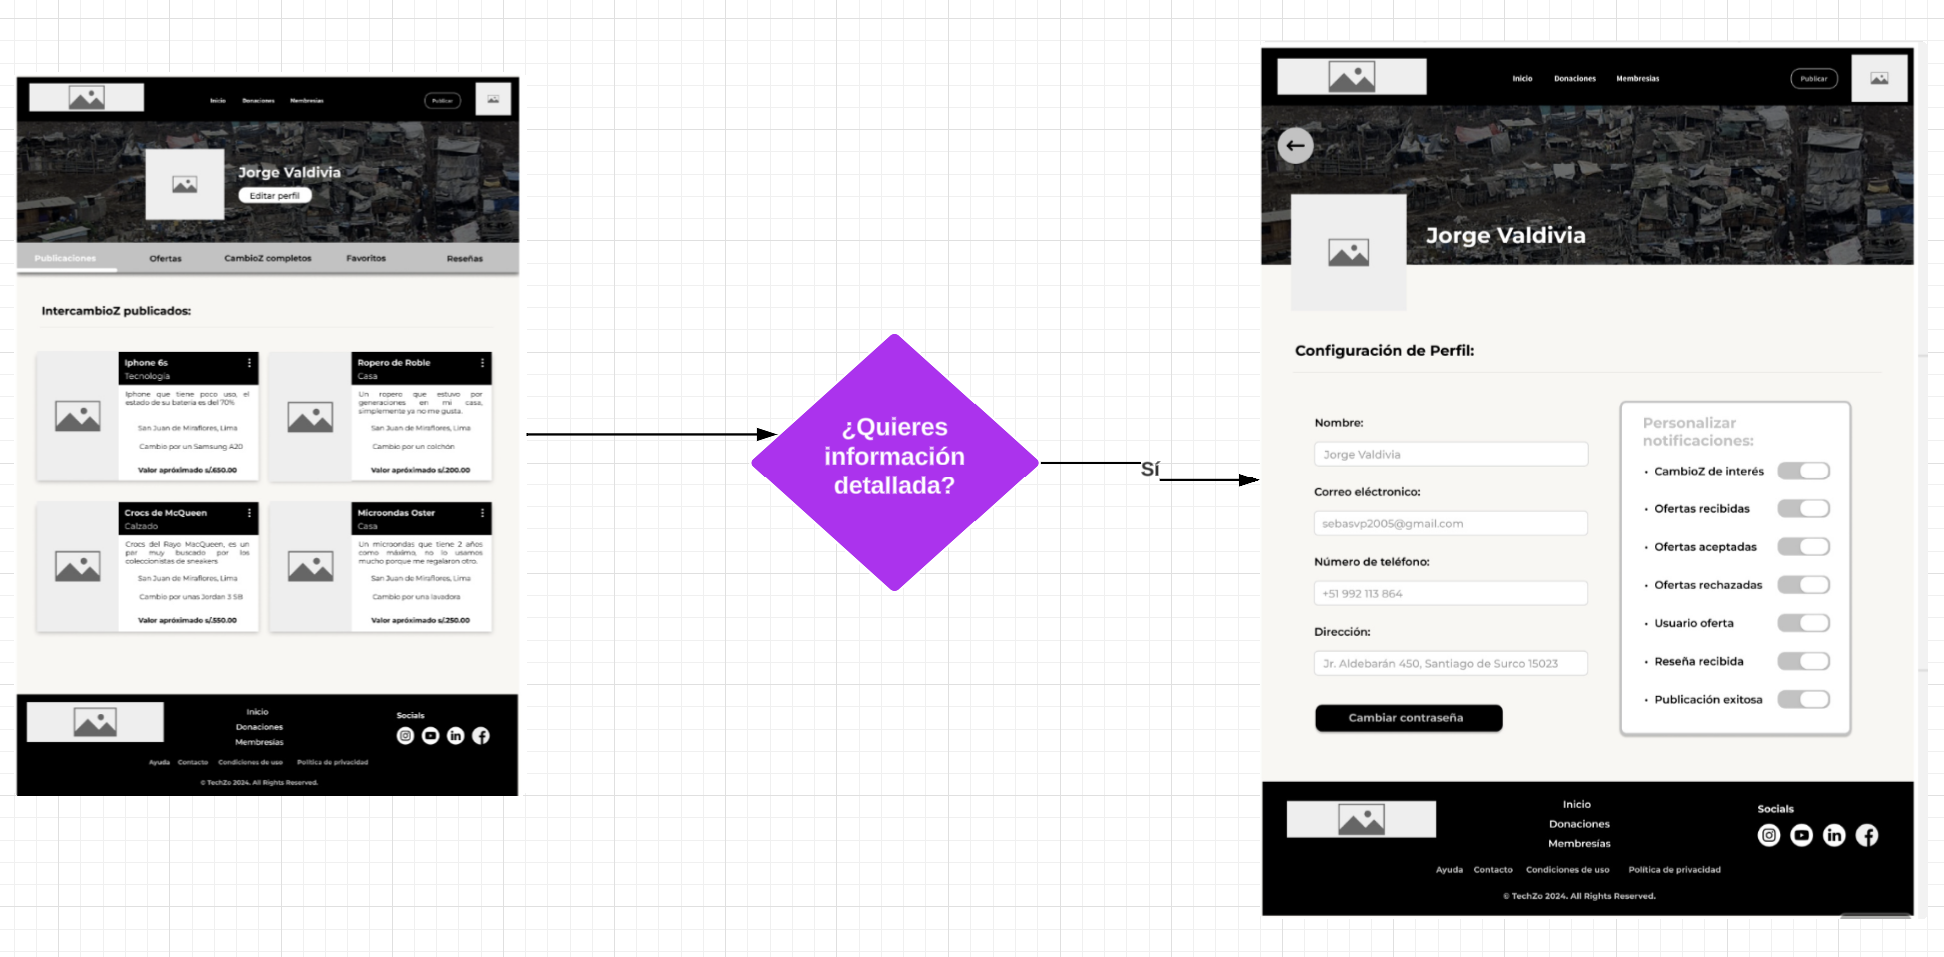 Inicio Donaciones Membresias Publicar
Jorge Valdivia
Editar perfil
Publicaciones Ofertas CambioZ completos Favoritos Reseñas
IntercambioZ publicados:
Iphone 6s
Tecnología
Iphone que tiene poco uso, el
estado de su bateria es del 70%
San Juan de Miraflores, Lima
Cambio por un Samsung A20
Valor apróximado s/.650.00
Ropero de Roble
Casa
Un ropero que estuvo por
generaciones en mi casa,
simplemente ya no me gusta.
San Juan de Miraflores, Lima
Cambio por un colchón
Valor apróximado s/.200.00
Crocs de McQueen
Calzado
Crocs del Rayo MacQueen, es un
par muy buscado por los
coleccionistas de sneakers
San Juan de Miraflores, Lima
Cambio por unas Jordan 3 SB
Valor apróximado s/.550.00
Microondas Oster
Casa
Un microondas que tiene 2 años
como máximo, no lo usamos
mucho porque me regalaron otro.
San Juan de Miraflores, Lima
Cambio por una lavadora
Valor apróximado s/.250.00
Inicio
Donaciones
Membresías
Socials
Ayuda Contacto Condiciones de uso Política de privacidad
© TechZo 2024. All Rights Reserved.
¿Quieres
información
detallada?
Sí
Inicio Donaciones Membresias Publicar
Jorge Valdivia
Configuración de Perfil:
Nombre:
Jorge Valdivia
Correo eléctronico:
sebasvp2005@gmail.com
Número de teléfono:
+51 992 113 864
Dirección:
Jr. Aldebarán 450, Santiago de Surco 15023
Cambiar contraseña
Personalizar
notificaciones:
• CambioZ de interés
• Ofertas recibidas
• Ofertas aceptadas
• Ofertas rechazadas
• Usuario oferta
• Reseña recibida
• Publicación exitosa
Inicio
Donaciones
Membresías
Socials
Ayuda Contacto Condiciones de uso Política de privacidad
© TechZo 2024. All Rights Reserved.